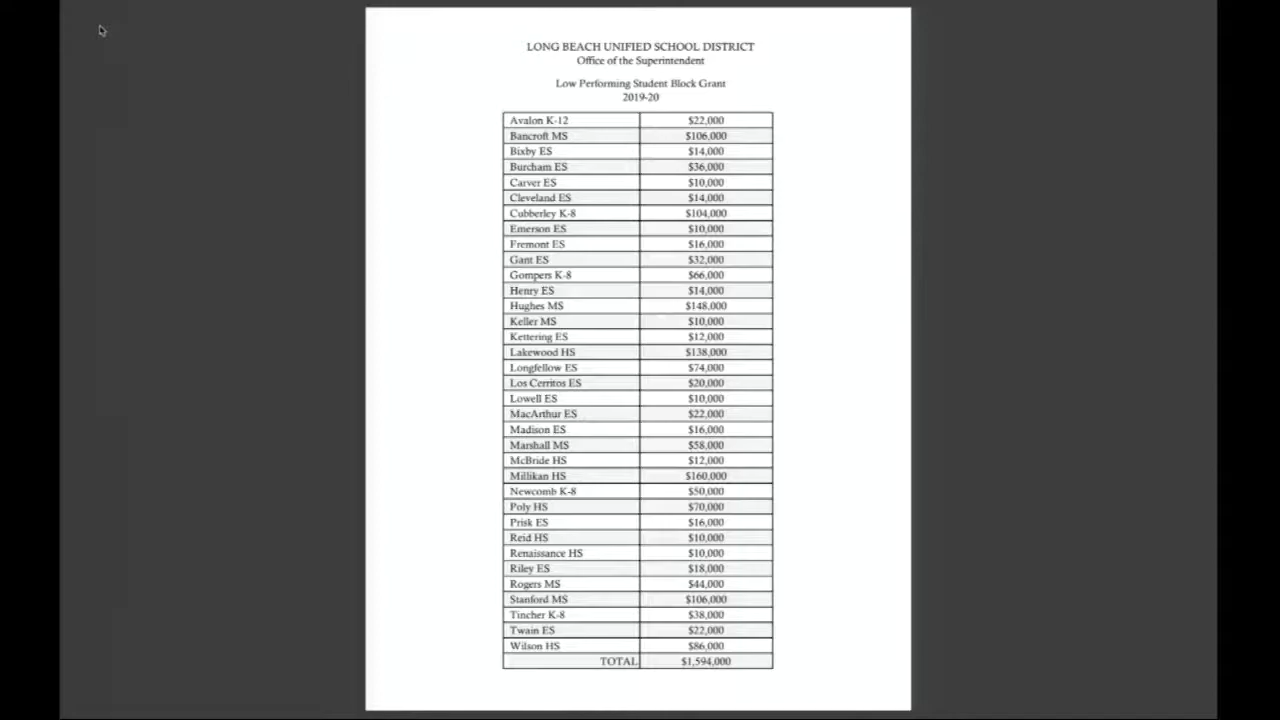 LONG BEACH UNIFIED SCHOOL DISTRICT
Office of the Superintendent
Low Performing Student Block Grant
2019-20
Avalon K-12 $22,000
Bancroft MS $106,000
Bixby ES $14,000
Burcham ES $36,000
Carver ES $10,000
Cleveland ES $14,000
Cubberley K-8 $104,000
Emerson ES $10,000
Fremont ES $16,000
Gant ES $32,000
Gompers K-8 $66,000
Henry ES $14,000
Hughes MS $148,000
Keller MS $10,000
Kettering ES $12,000
Lakewood HS $138,000
Longfellow ES $74,000
Los Cerritos ES $20,000
Lowell ES $10,000
MacArthur ES $22,000
Madison ES $16,000
Marshall MS $58,000
McBride HS $12,000
Millikan HS $160,000
Newcomb K-8 $50,000
Poly HS $70,000
Prisk ES $16,000
Reid HS $10,000
Renaissance HS $10,000
Riley ES $18,000
Rogers MS $44,000
Stanford MS $106,000
Tincher K-8 $38,000
Twain ES $22,000
Wilson HS $86,000
TOTAL $1,594,000